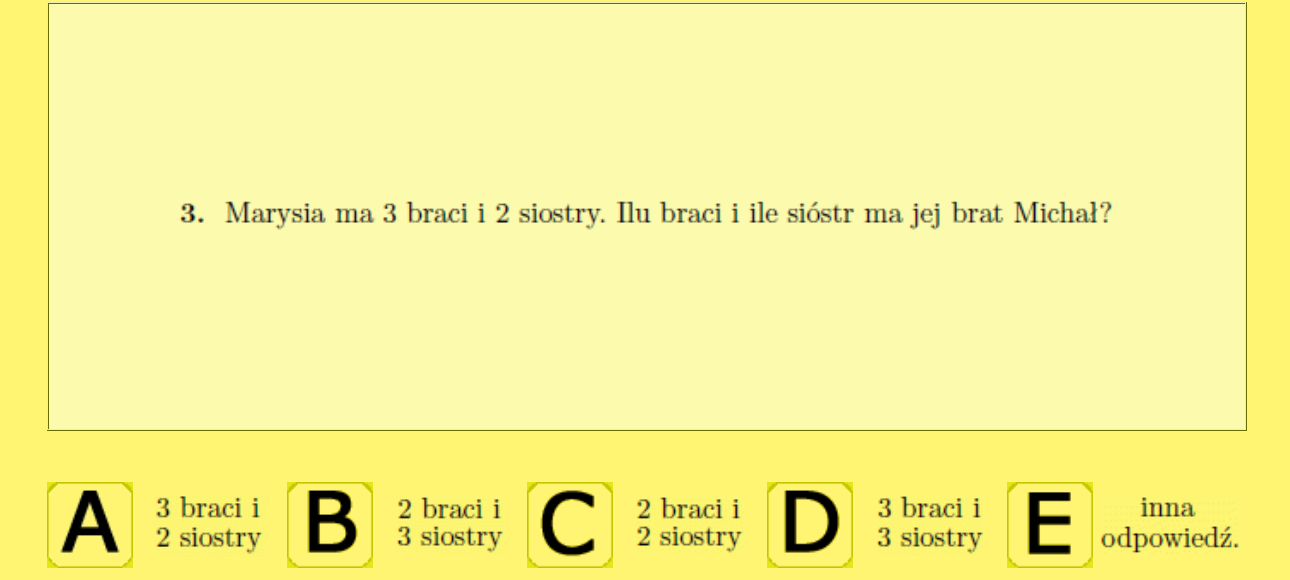 3. Marysia ma 3 braci i 2 siostry. Ilu braci i ile sióstr ma jej brat Michał?
A 3 braci i
2 siostry
B 2 braci i
3 siostry
C 2 braci i
2 siostry
D 3 braci i
3 siostry
E inna
odpowiedź.